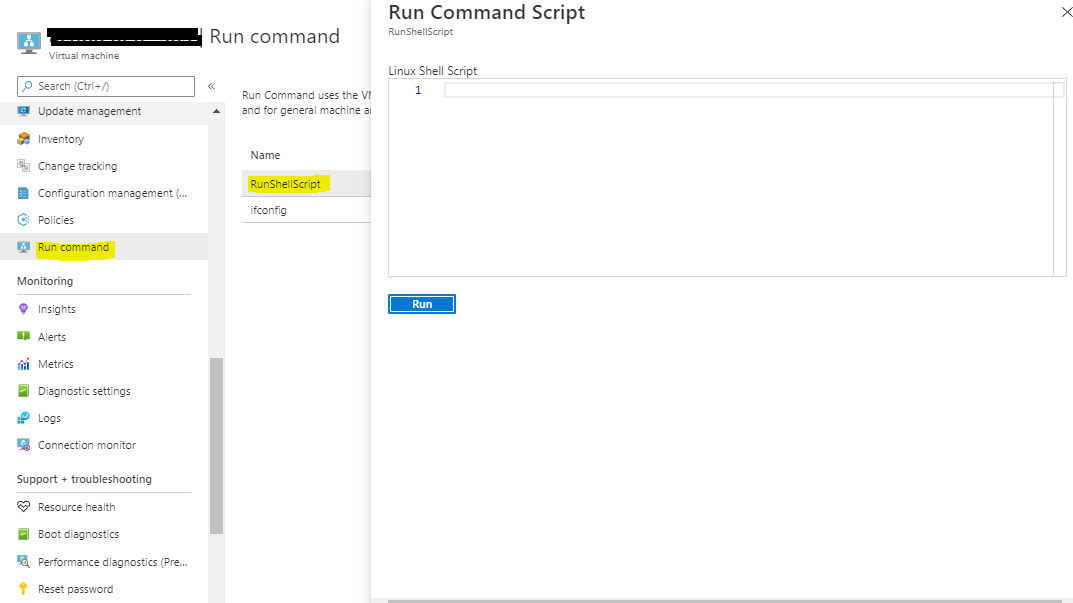 Run command
Virtual machine
Search (Ctrl+/)
«
Update management
Inventory
Change tracking
Configuration management (...
Policies
Run command
Monitoring
Insights
Alerts
Metrics
Diagnostic settings
Logs
Connection monitor
Support + troubleshooting
Resource health
Boot diagnostics
Performance diagnostics (Pre...
Reset password
Run Command uses the VM
and for general machine a
Name
RunShellScript
ifconfig
Run Command Script
RunShellScript
Linux Shell Script
1
Run